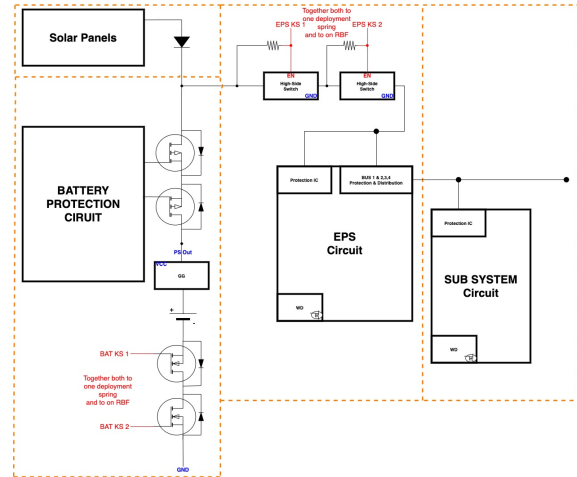 Solar Panels
Together both to
one deployment
spring
and to on RBF
EPS KS 1
EPS KS 2
EN
High-Side
Switch
GND
EN
High-Side
Switch
GND
BATTERY
PROTECTION
CIRUIT
PS Out
VCC
GG
+
-
BAT KS 1
Together both to
one deployment
spring
and to on RBF
BAT KS 2
GND
Protection IC
BUS 1 & 2,3,4
Protection & Distribution
EPS
Circuit
WD
Protection IC
SUB SYSTEM
Circuit
WD